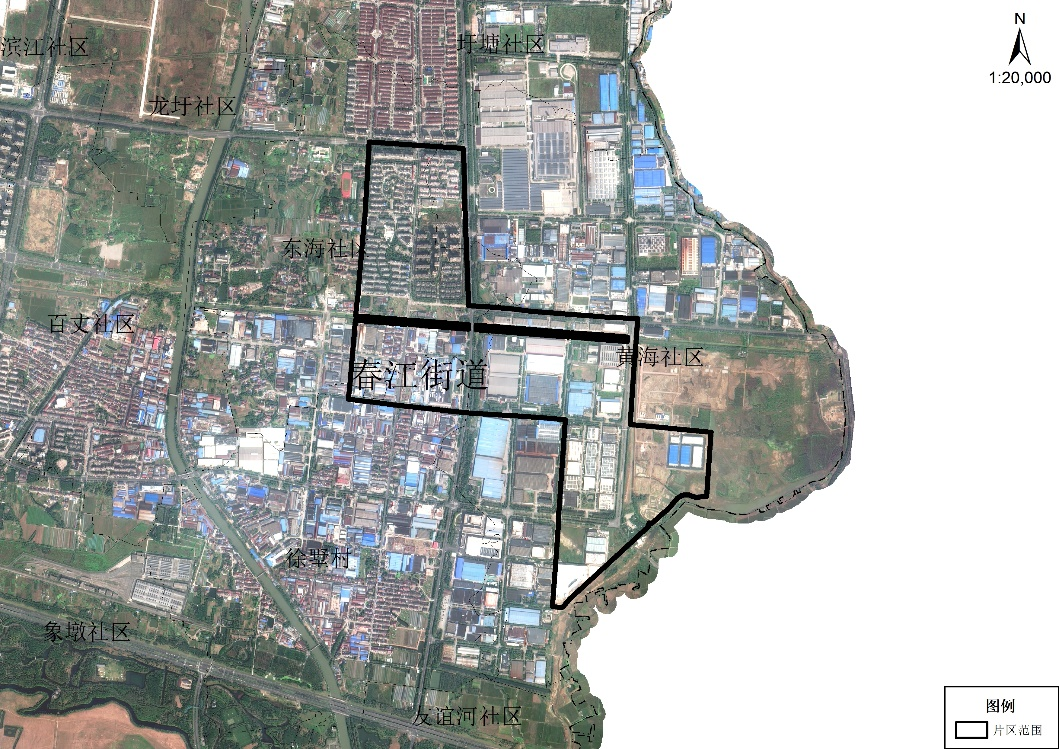 N
1:20,000
滨江社区
圩塘社区
龙圩社区
东海社区
百丈社区
黄海社区
春江街道
徐墅村
象墩社区
友谊河社区
图例
片区范围